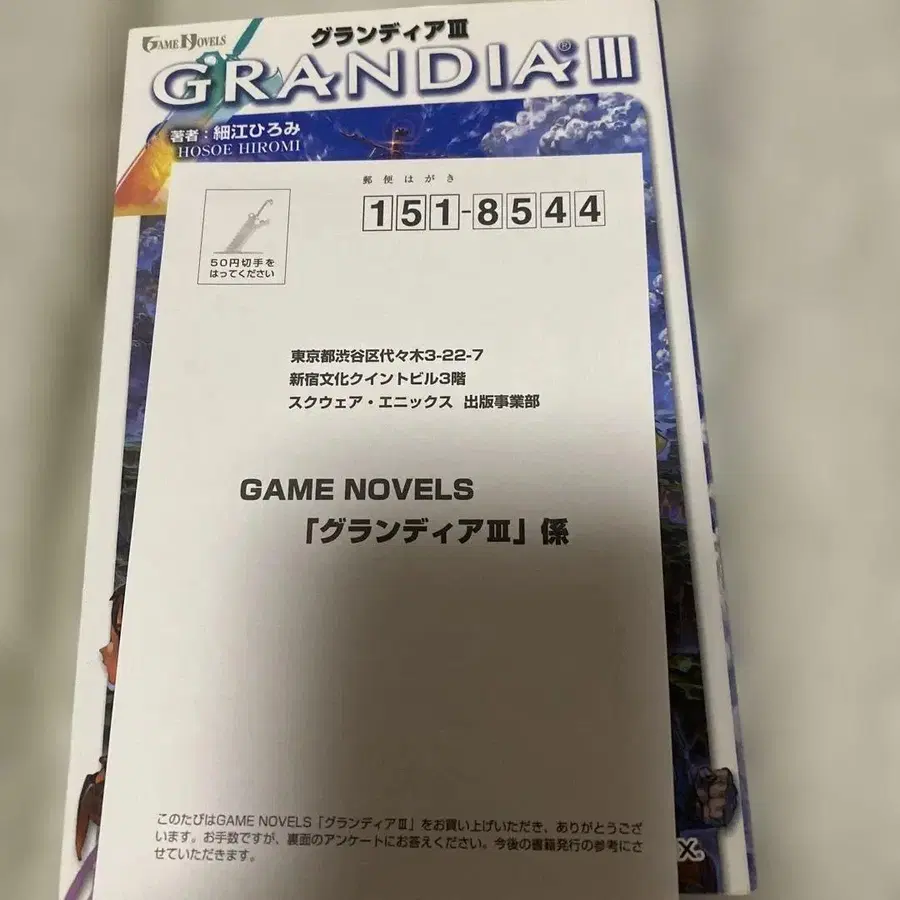 GAME NOVELS
グランディアⅢ
GRANDIA® III
著者：細江ひろみ
HOSOE HIROMI
郵便はがき
151-8544
50円切手を
はってください
東京都渋谷区代々木3-22-7
新宿文化クイントビル3階
スクウェア・エニックス 出版事業部
GAME NOVELS
「グランディアⅢ」係
このたびはGAME NOVELS「グランディアⅢ」をお買い上げいただき、ありがとうござ
います。お手数ですが、裏面のアンケートにお答えください。今後の書籍発行の参考にさ
せていただきます。
X.